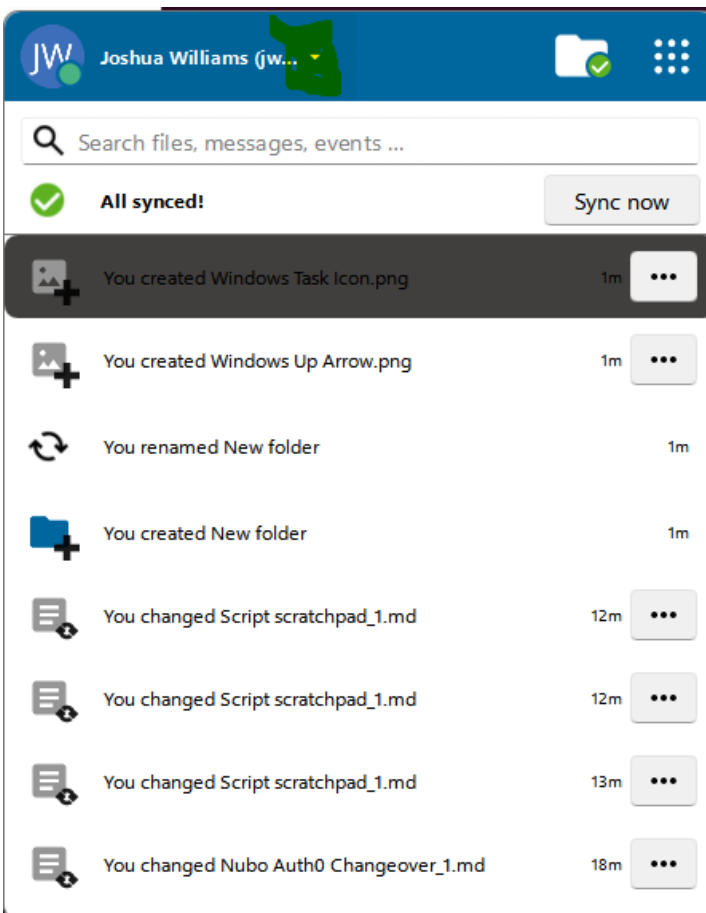 JW
Joshua Williams (jw...
Search files, messages, events ...
All synced!
Sync now
You created Windows Task Icon.png
1m
You created Windows Up Arrow.png
1m
You renamed New folder
1m
You created New folder
1m
You changed Script scratchpad_1.md
12m
You changed Script scratchpad_1.md
12m
You changed Script scratchpad_1.md
13m
You changed Nubo Auth0 Changeover_1.md
18m